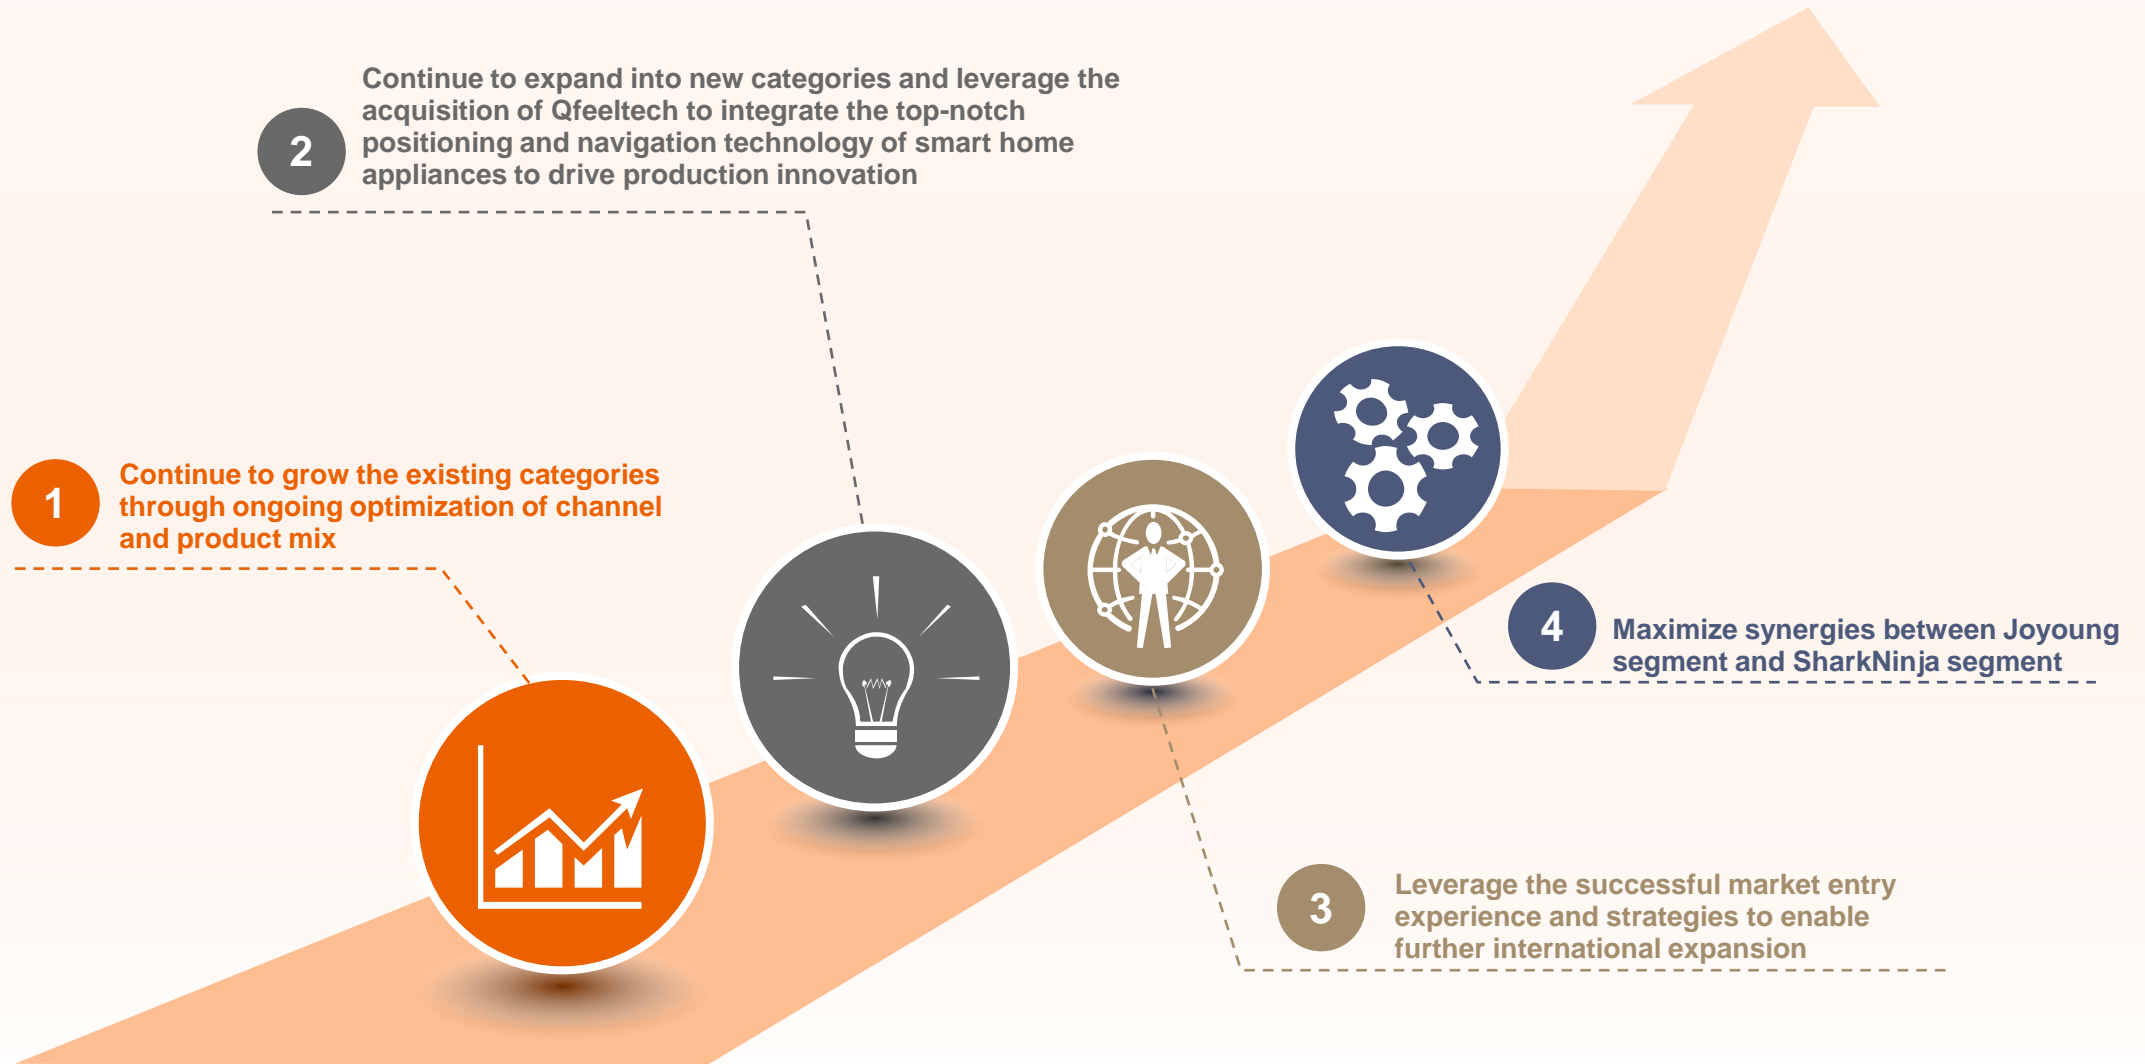 1
Continue to grow the existing categories
through ongoing optimization of channel
and product mix
2
Continue to expand into new categories and leverage the
acquisition of Qfeeltech to integrate the top-notch
positioning and navigation technology of smart home
appliances to drive production innovation
3
Leverage the successful market entry
experience and strategies to enable
further international expansion
4
Maximize synergies between Joyoung
segment and SharkNinja segment